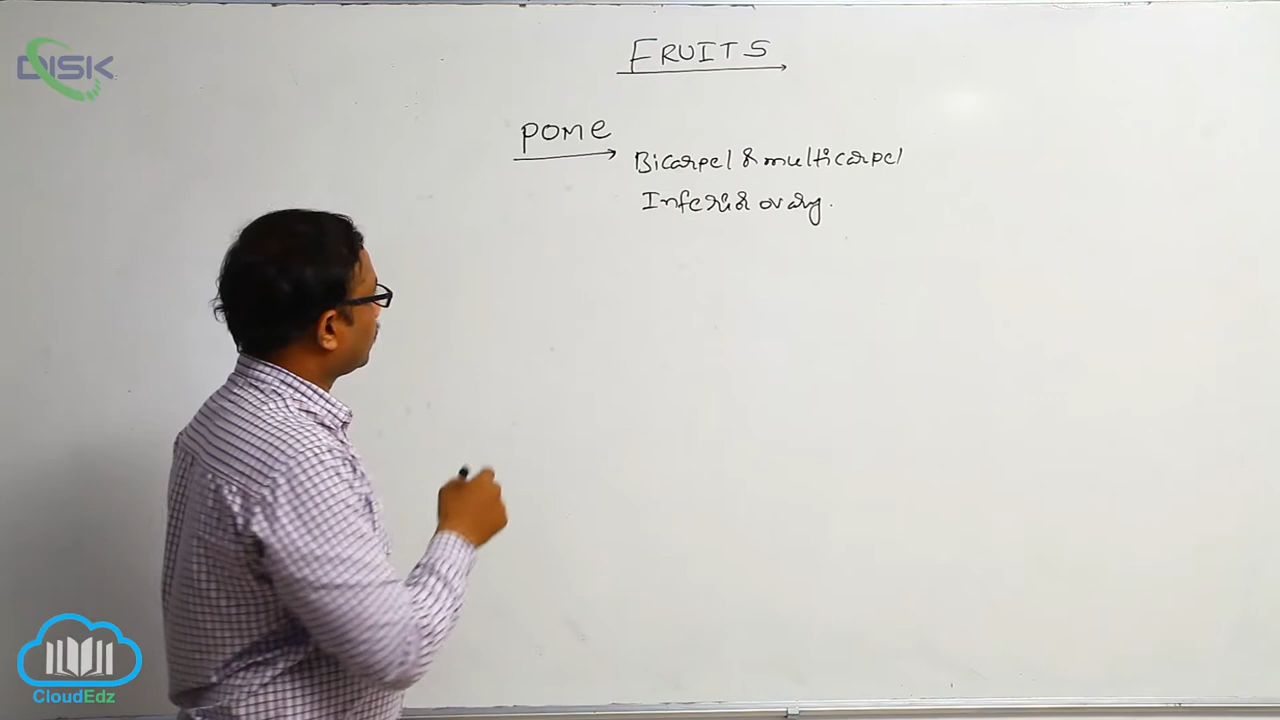 DISK
FRUITS
POME
Bicarpel & multicarpel
Inferior ovary.
CloudEdz